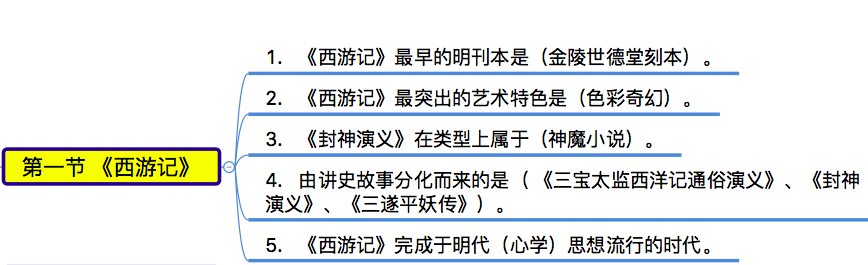 第一节 《西游记》
1. 《西游记》最早的明刊本是（金陵世德堂刻本）。
2. 《西游记》最突出的艺术特色是（色彩奇幻）。
3. 《封神演义》在类型上属于（神魔小说）。
4. 由讲史故事分化而来的是（ 《三宝太监西洋记通俗演义》、《封神
演义》、《三遂平妖传》）。
5. 《西游记》完成于明代（心学）思想流行的时代。